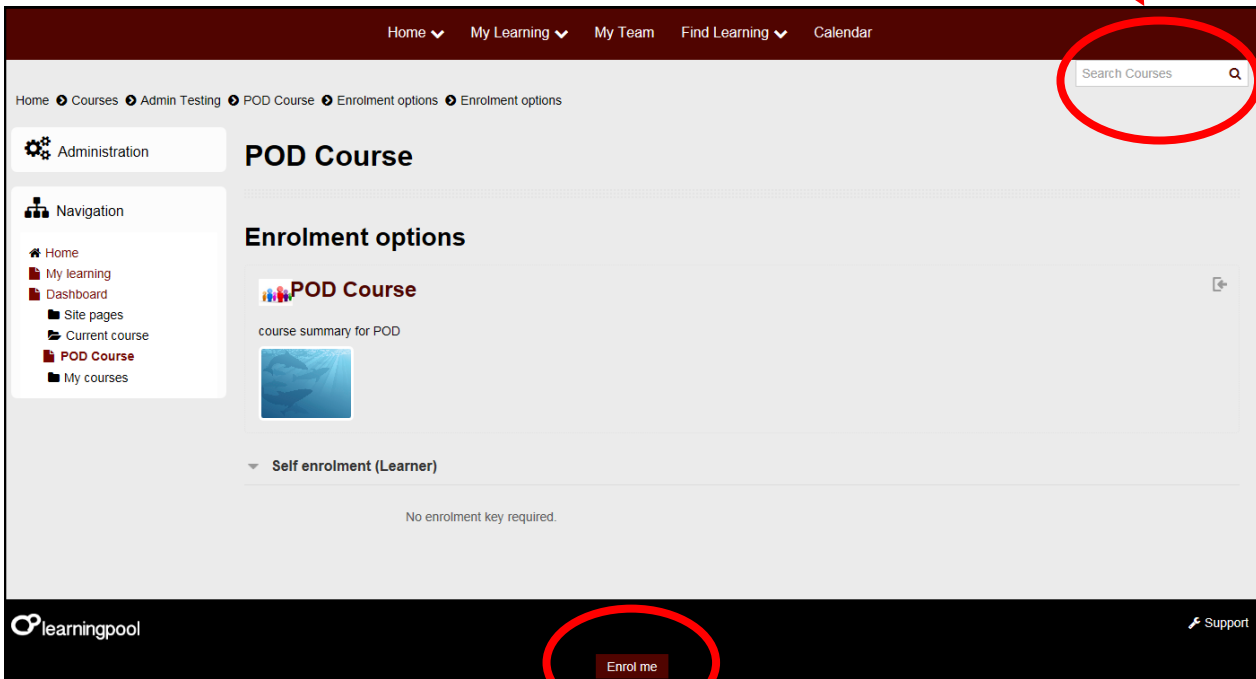 Home My Learning My Team Find Learning Calendar
Search Courses
Home Courses Admin Testing POD Course Enrolment options Enrolment options
Administration
POD Course
Navigation
Home
My learning
Dashboard
Site pages
Current course
POD Course
My courses
Enrolment options
POD Course
course summary for POD
Self enrolment (Learner)
No enrolment key required.
learningpool
Support
Enrol me